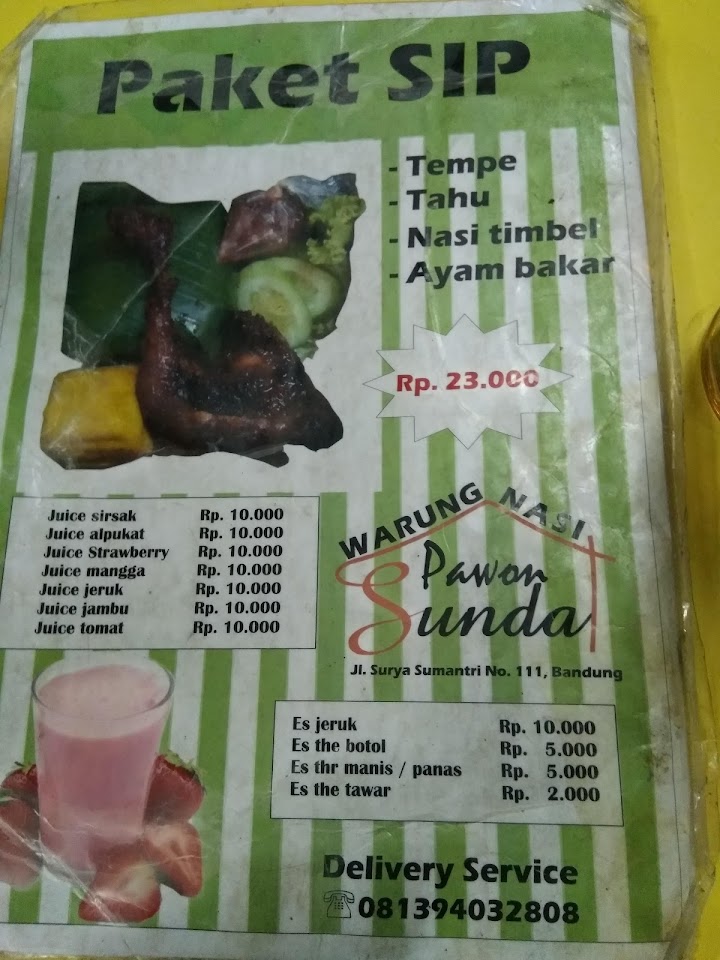 Paket SIP
- Tempe
- Tahu
- Nasi timbel
- Ayam bakar
Rp. 23.000
Juice sirsak Rp. 10.000
Juice alpukat Rp. 10.000
Juice Strawberry Rp. 10.000
Juice mangga Rp. 10.000
Juice jeruk Rp. 10.000
Juice jambu Rp. 10.000
Juice tomat Rp. 10.000
WARUNG NASI
Pawon
Sunda
Jl. Surya Sumantri No. 111, Bandung
Es jeruk Rp. 10.000
Es the botol Rp. 5.000
Es thr manis / panas Rp. 5.000
Es the tawar Rp. 2.000
Delivery Service
081394032808